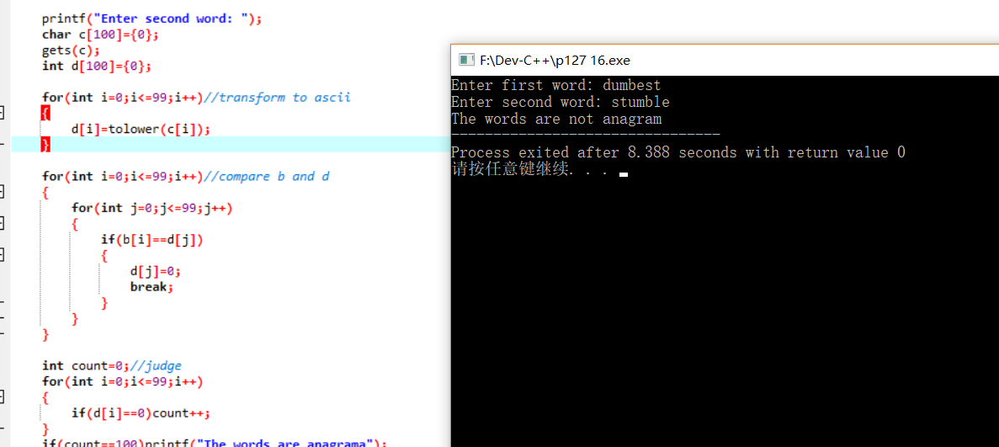 printf("Enter second word: ");
char c[100]={0};
gets(c);
int d[100]={0};
for(int i=0;i<=99;i++)//transform to ascii
{
d[i]=tolower(c[i]);
}
for(int i=0;i<=99;i++)//compare b and d
{
for(int j=0;j<=99;j++)
{
if(b[i]==d[j])
{
d[j]=0;
break;
}
}
}
int count=0;//judge
for(int i=0;i<=99;i++)
{
if(d[i]==0)count++;
}
if(count==100)printf("The words are anagrama");
F:\Dev-C++\p127 16.exe
Enter first word: dumbest
Enter second word: stumble
The words are not anagram
--------------------------------
Process exited after 8.388 seconds with return value 0
请按任意键继续. . .